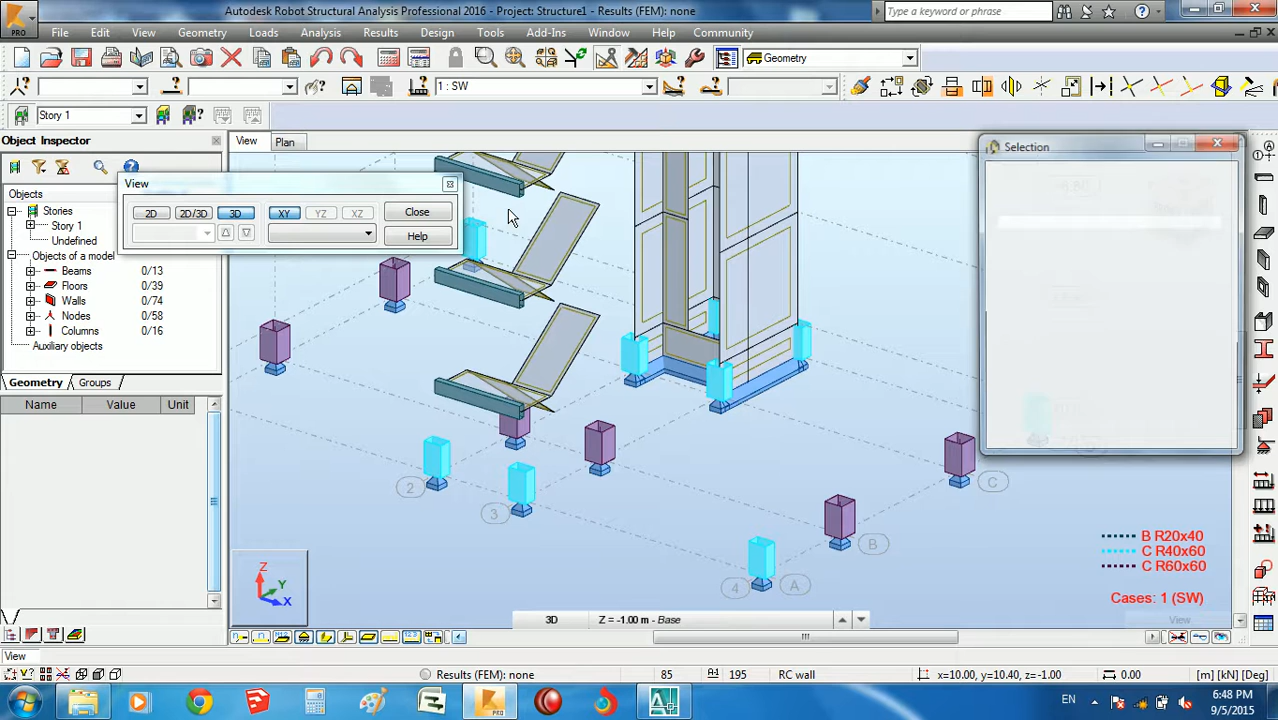 Autodesk Robot Structural Analysis Professional 2016 - Project: Structure1 - Results (FEM): none
Type a keyword or phrase
PRO
File Edit View Geometry Loads Analysis Results Design Tools Add-Ins Window Help Community
Geometry
1 : SW
Story 1
Object Inspector
View Plan
Selection
View
Objects
Stories
Story 1
Undefined
Objects of a model
Beams 0/13
Floors 0/39
Walls 0/74
Nodes 0/58
Columns 0/16
Auxiliary objects
2D 2D/3D 3D XY YZ XZ Close
Help
Geometry Groups
Name Value Unit
2
3
4
A
B
C
B R20x40
C R40x60
C R60x60
Cases: 1 (SW)
View
Z
Y
X
3D Z = -1.00 m - Base
View
Results (FEM): none 85 195 RC wall x=10.00, y=10.40, z=-1.00 0.00 [m] [kN] [Deg]
PRO
EN
6:48 PM
9/5/2015